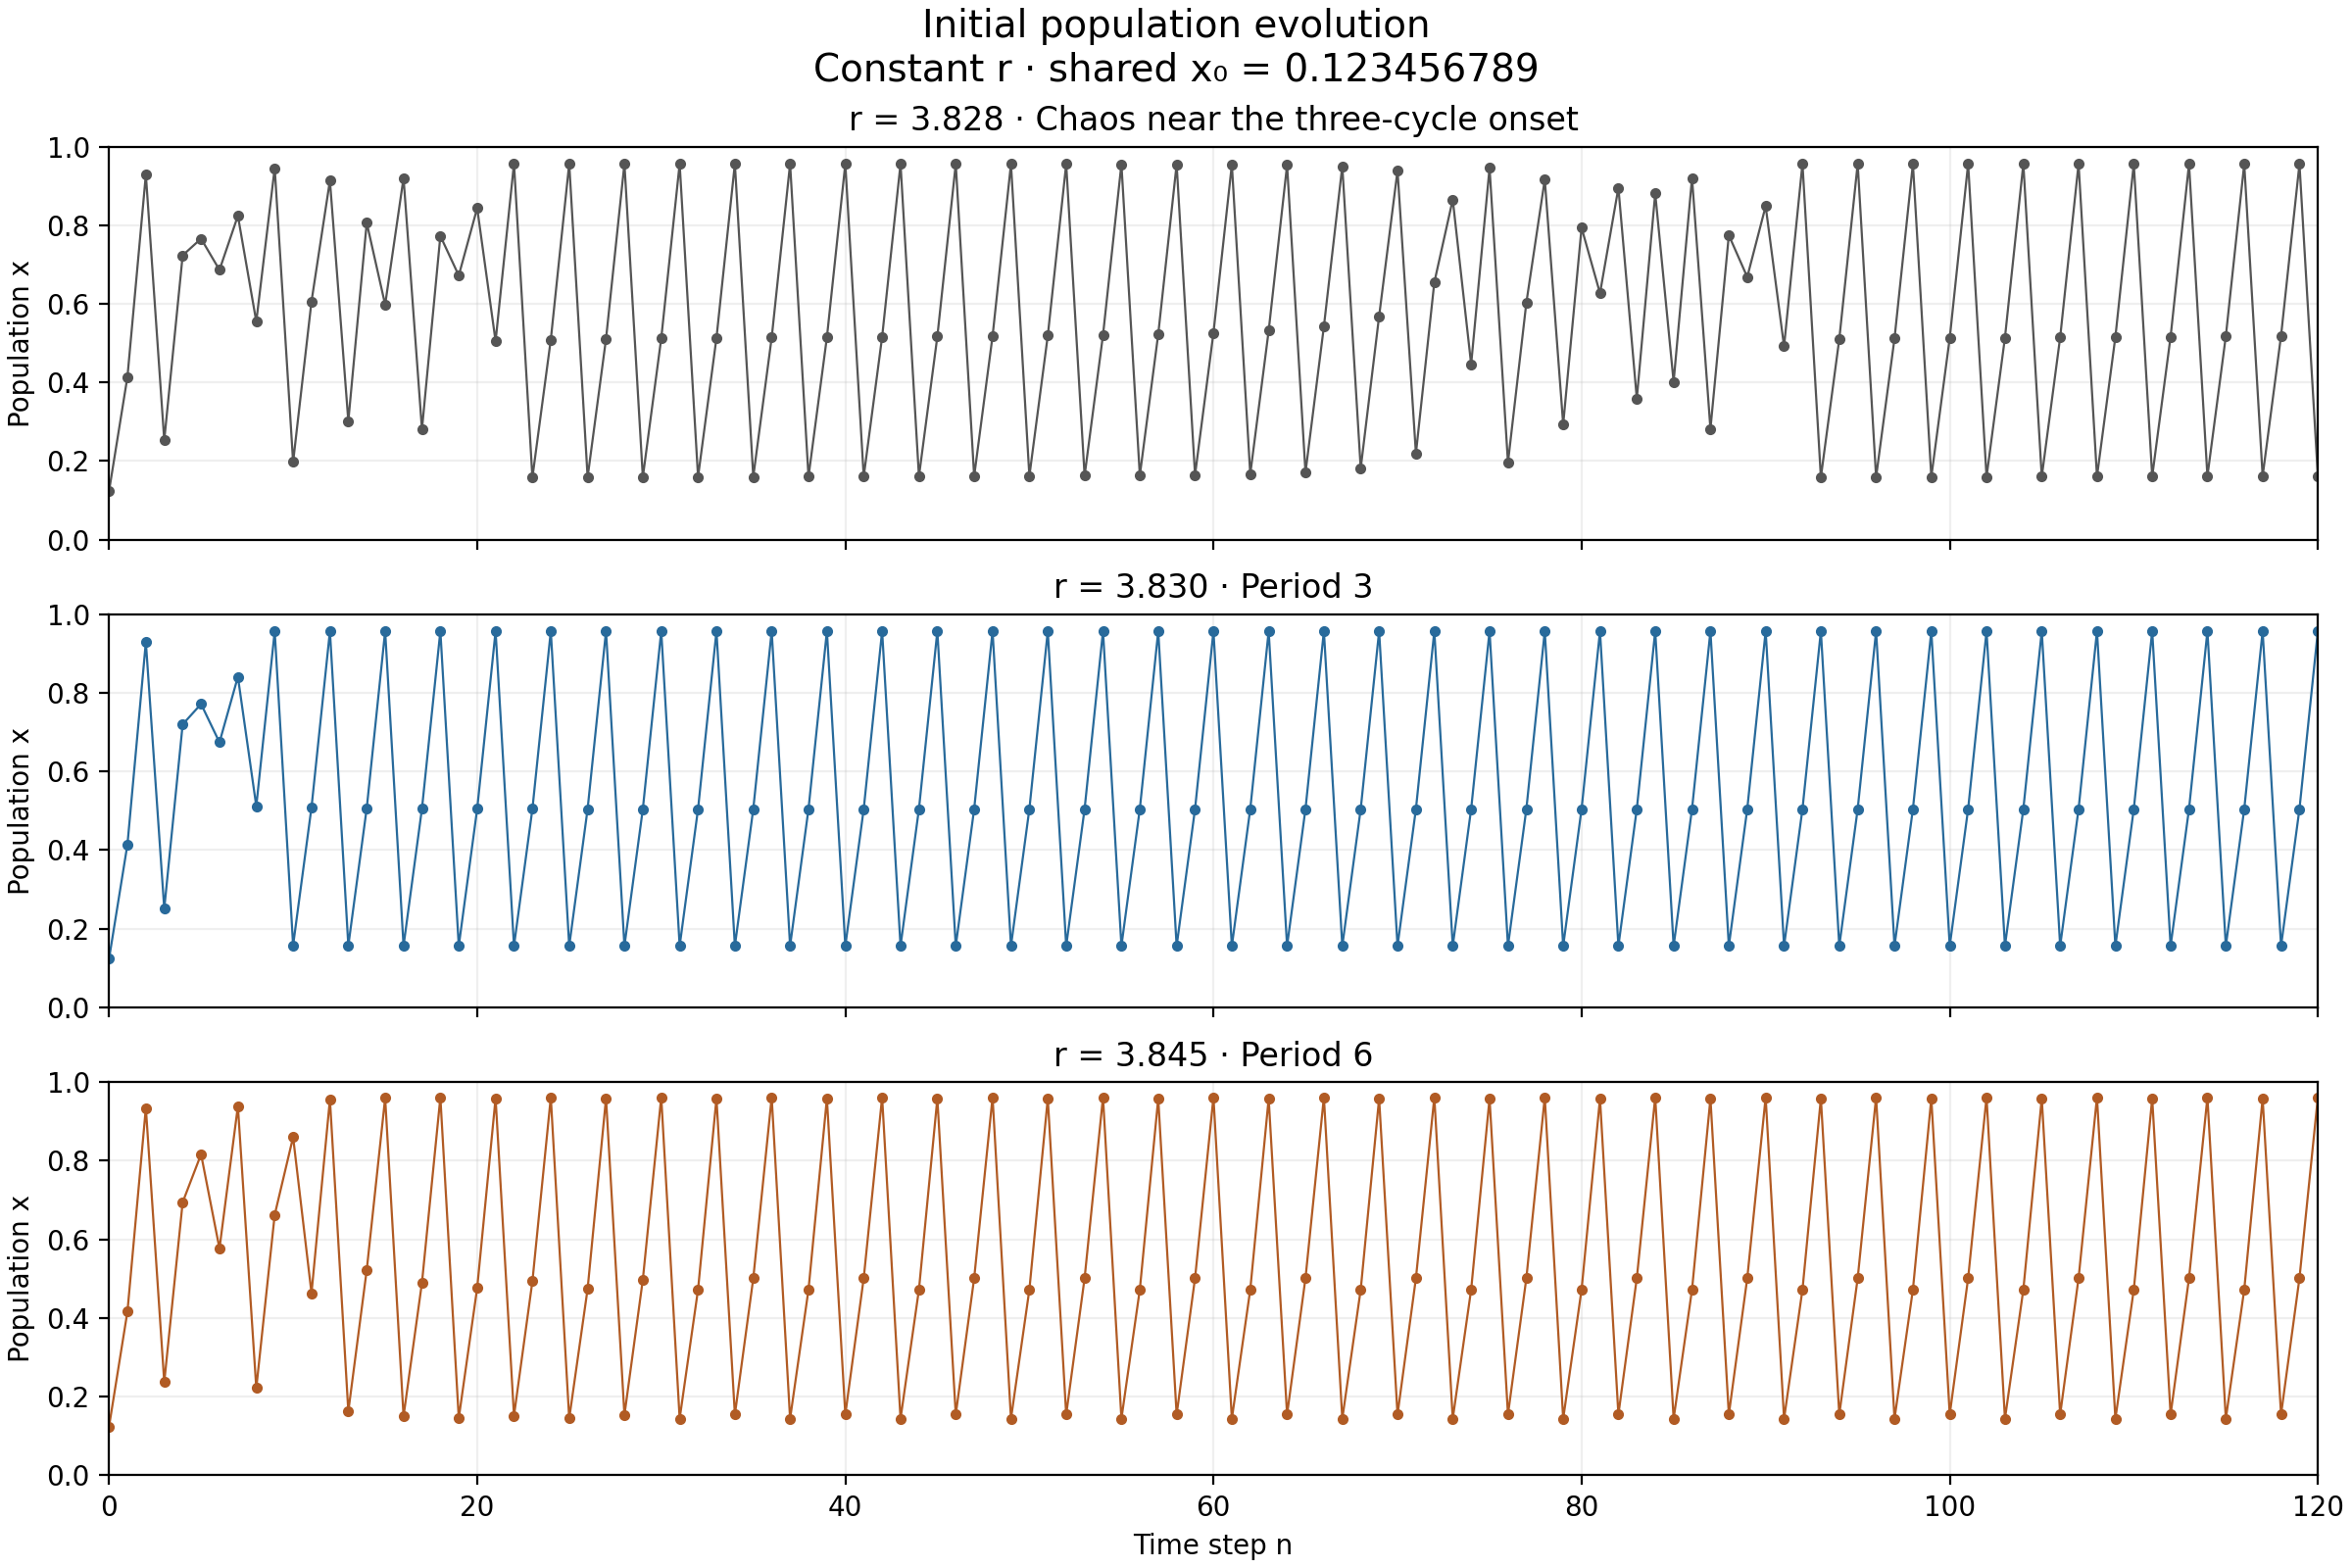 Initial population evolution
Constant r · shared x₀ = 0.123456789
r = 3.828 · Chaos near the three-cycle onset
1.0
0.8
0.6
0.4
0.2
0.0
Population x
r = 3.830 · Period 3
1.0
0.8
0.6
0.4
0.2
0.0
Population x
r = 3.845 · Period 6
1.0
0.8
0.6
0.4
0.2
0.0
Population x
0 20 40 60 80 100 120
Time step n